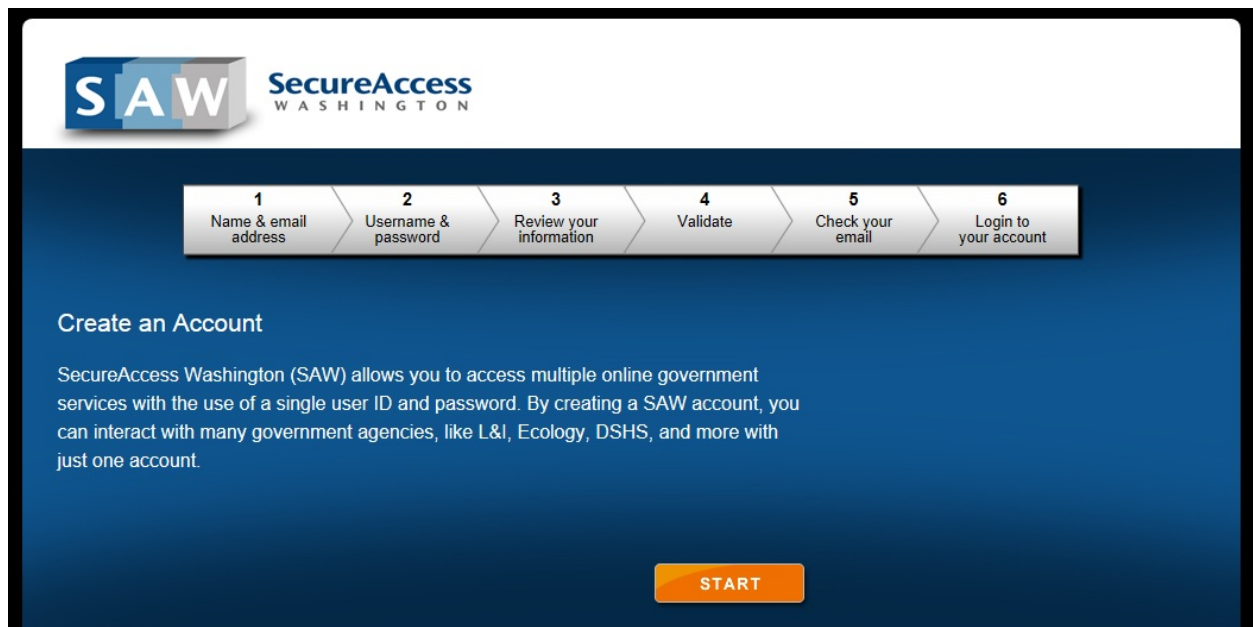 SAW
SecureAccess
WASHINGTON
1
Name & email
address
2
Username &
password
3
Review your
information
4
Validate
5
Check your
email
6
Login to
your account
Create an Account
SecureAccess Washington (SAW) allows you to access multiple online government
services with the use of a single user ID and password. By creating a SAW account, you
can interact with many government agencies, like L&I, Ecology, DSHS, and more with
just one account.
START